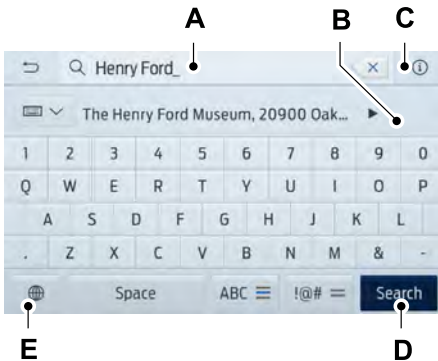 A
B
C
Henry Ford_
The Henry Ford Museum, 20900 Oak...
1 2 3 4 5 6 7 8 9 0
Q W E R T Y U I O P
A S D F G H J K L
. Z X C V B N M & -
Space ABC !@# Search
E
D